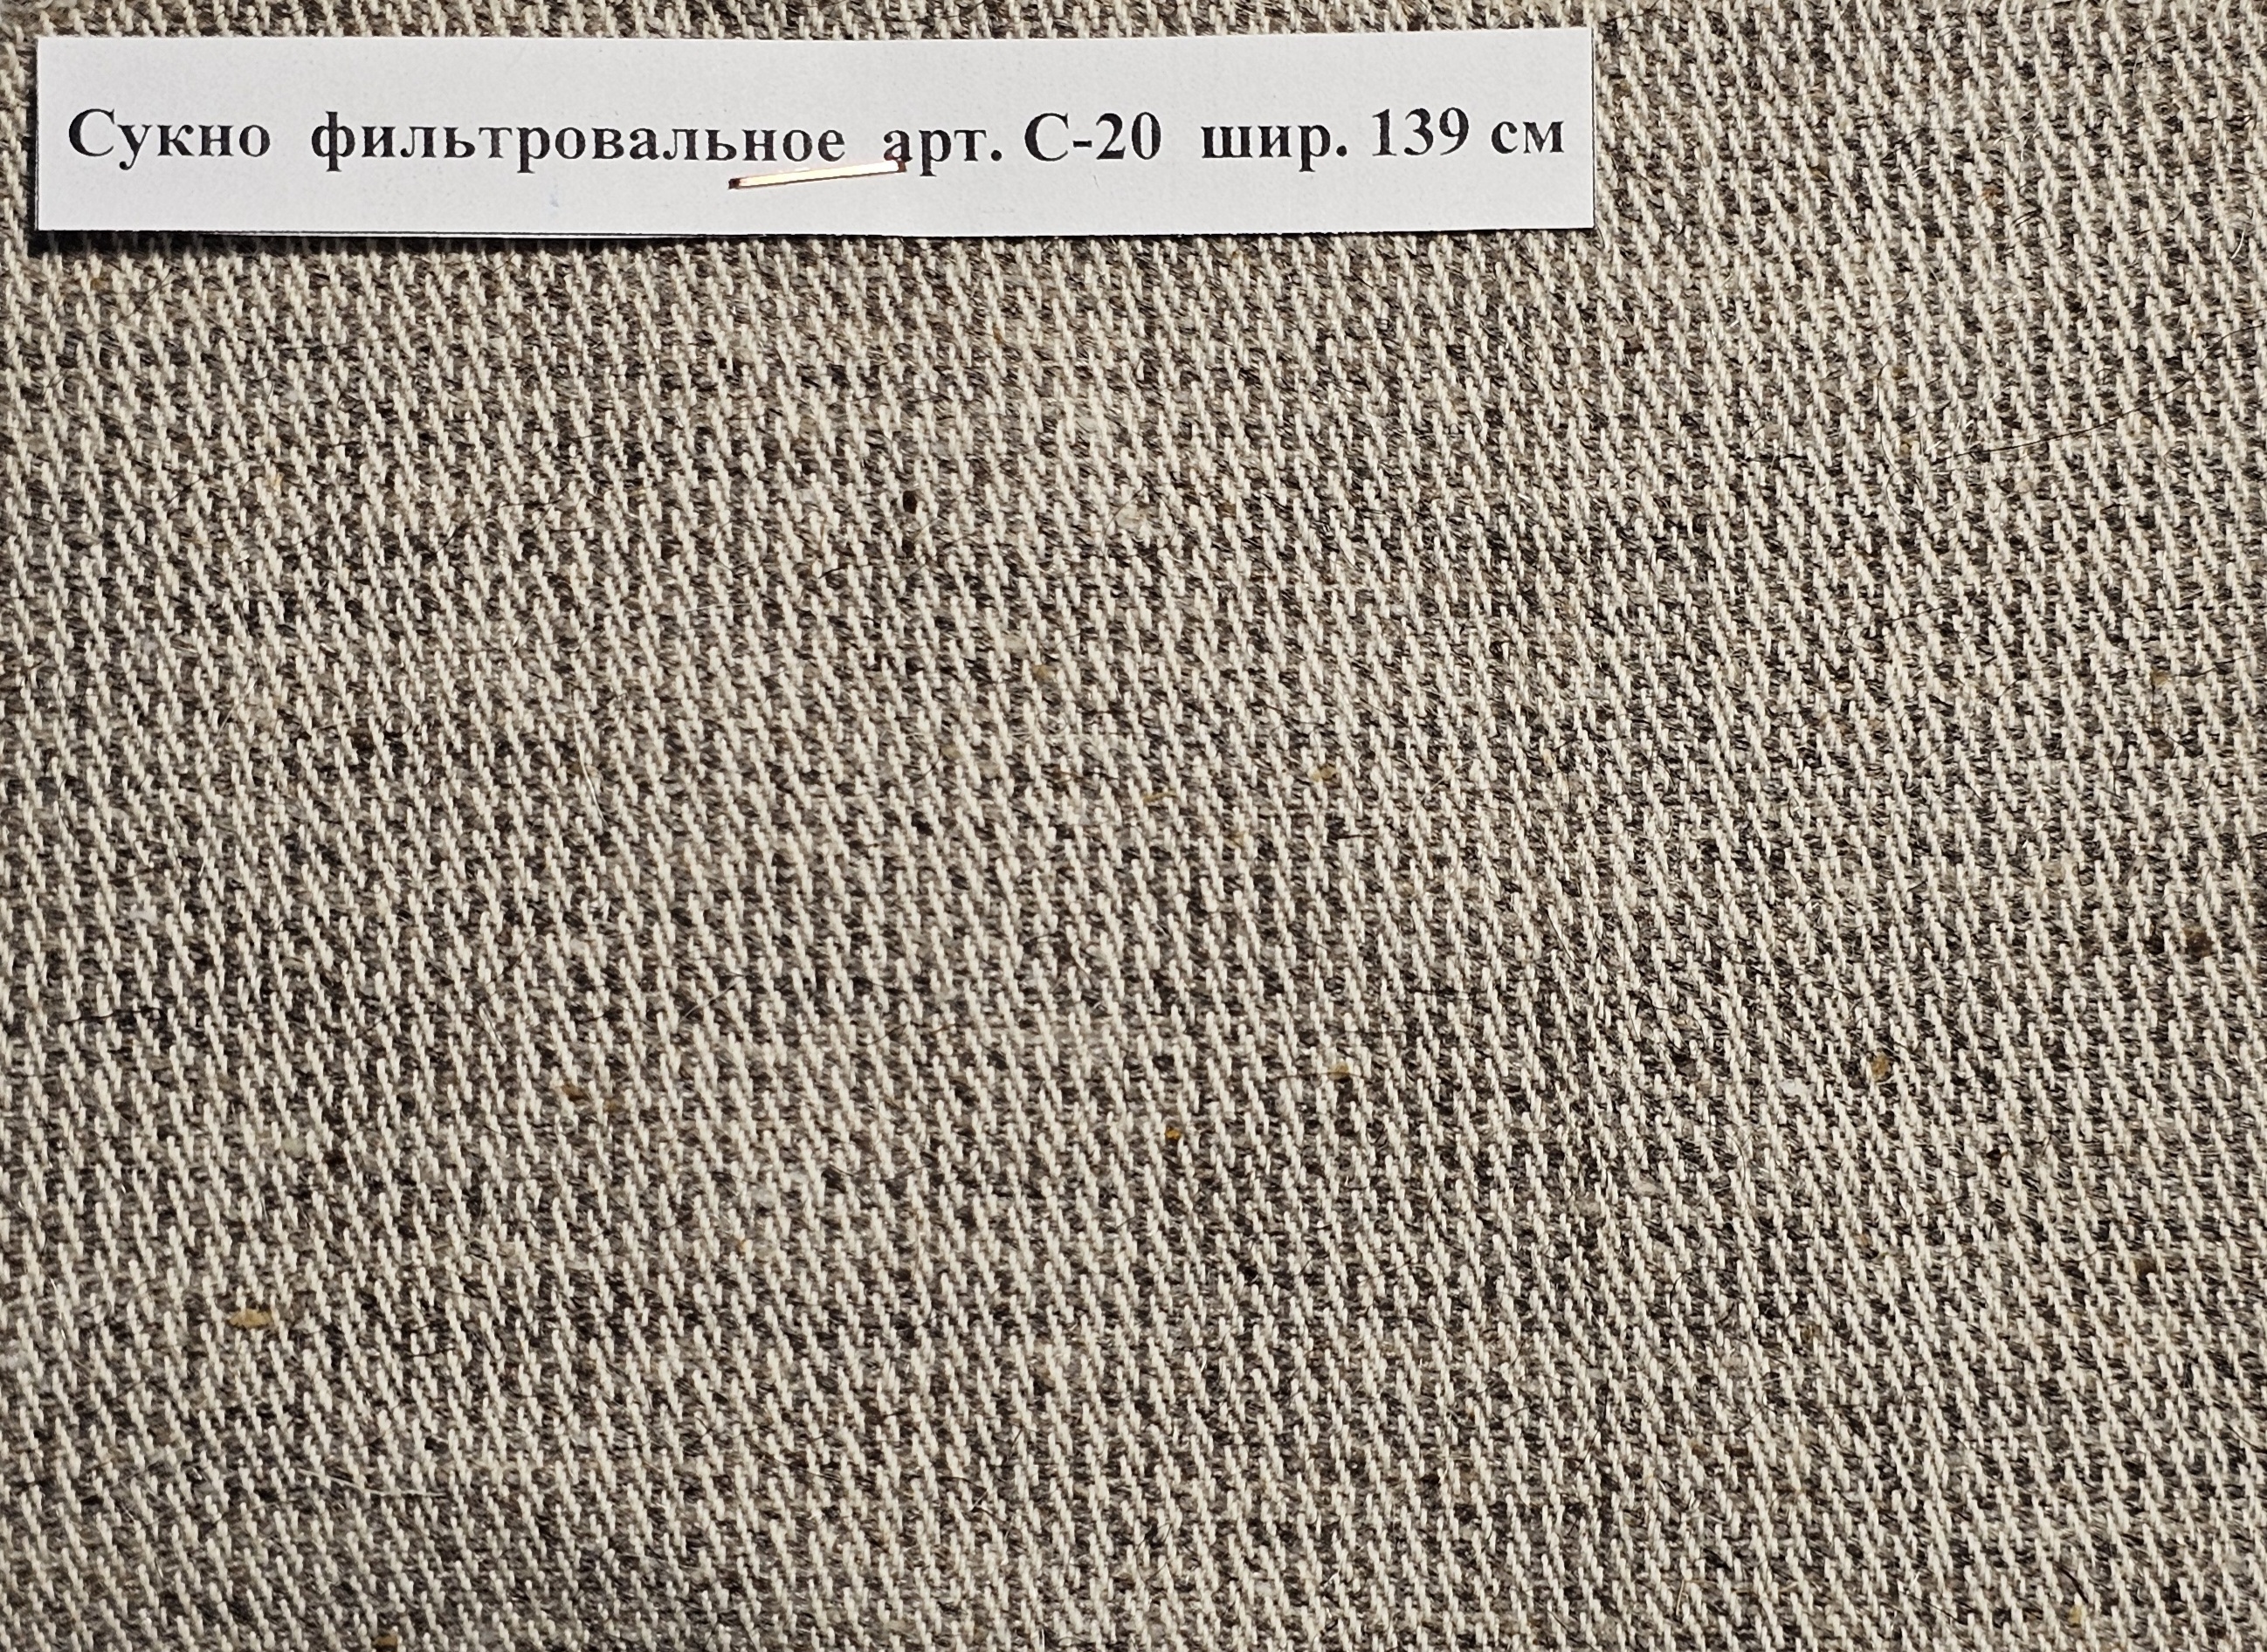 Сукно фильтровальное арт. С-20 шир. 139 см